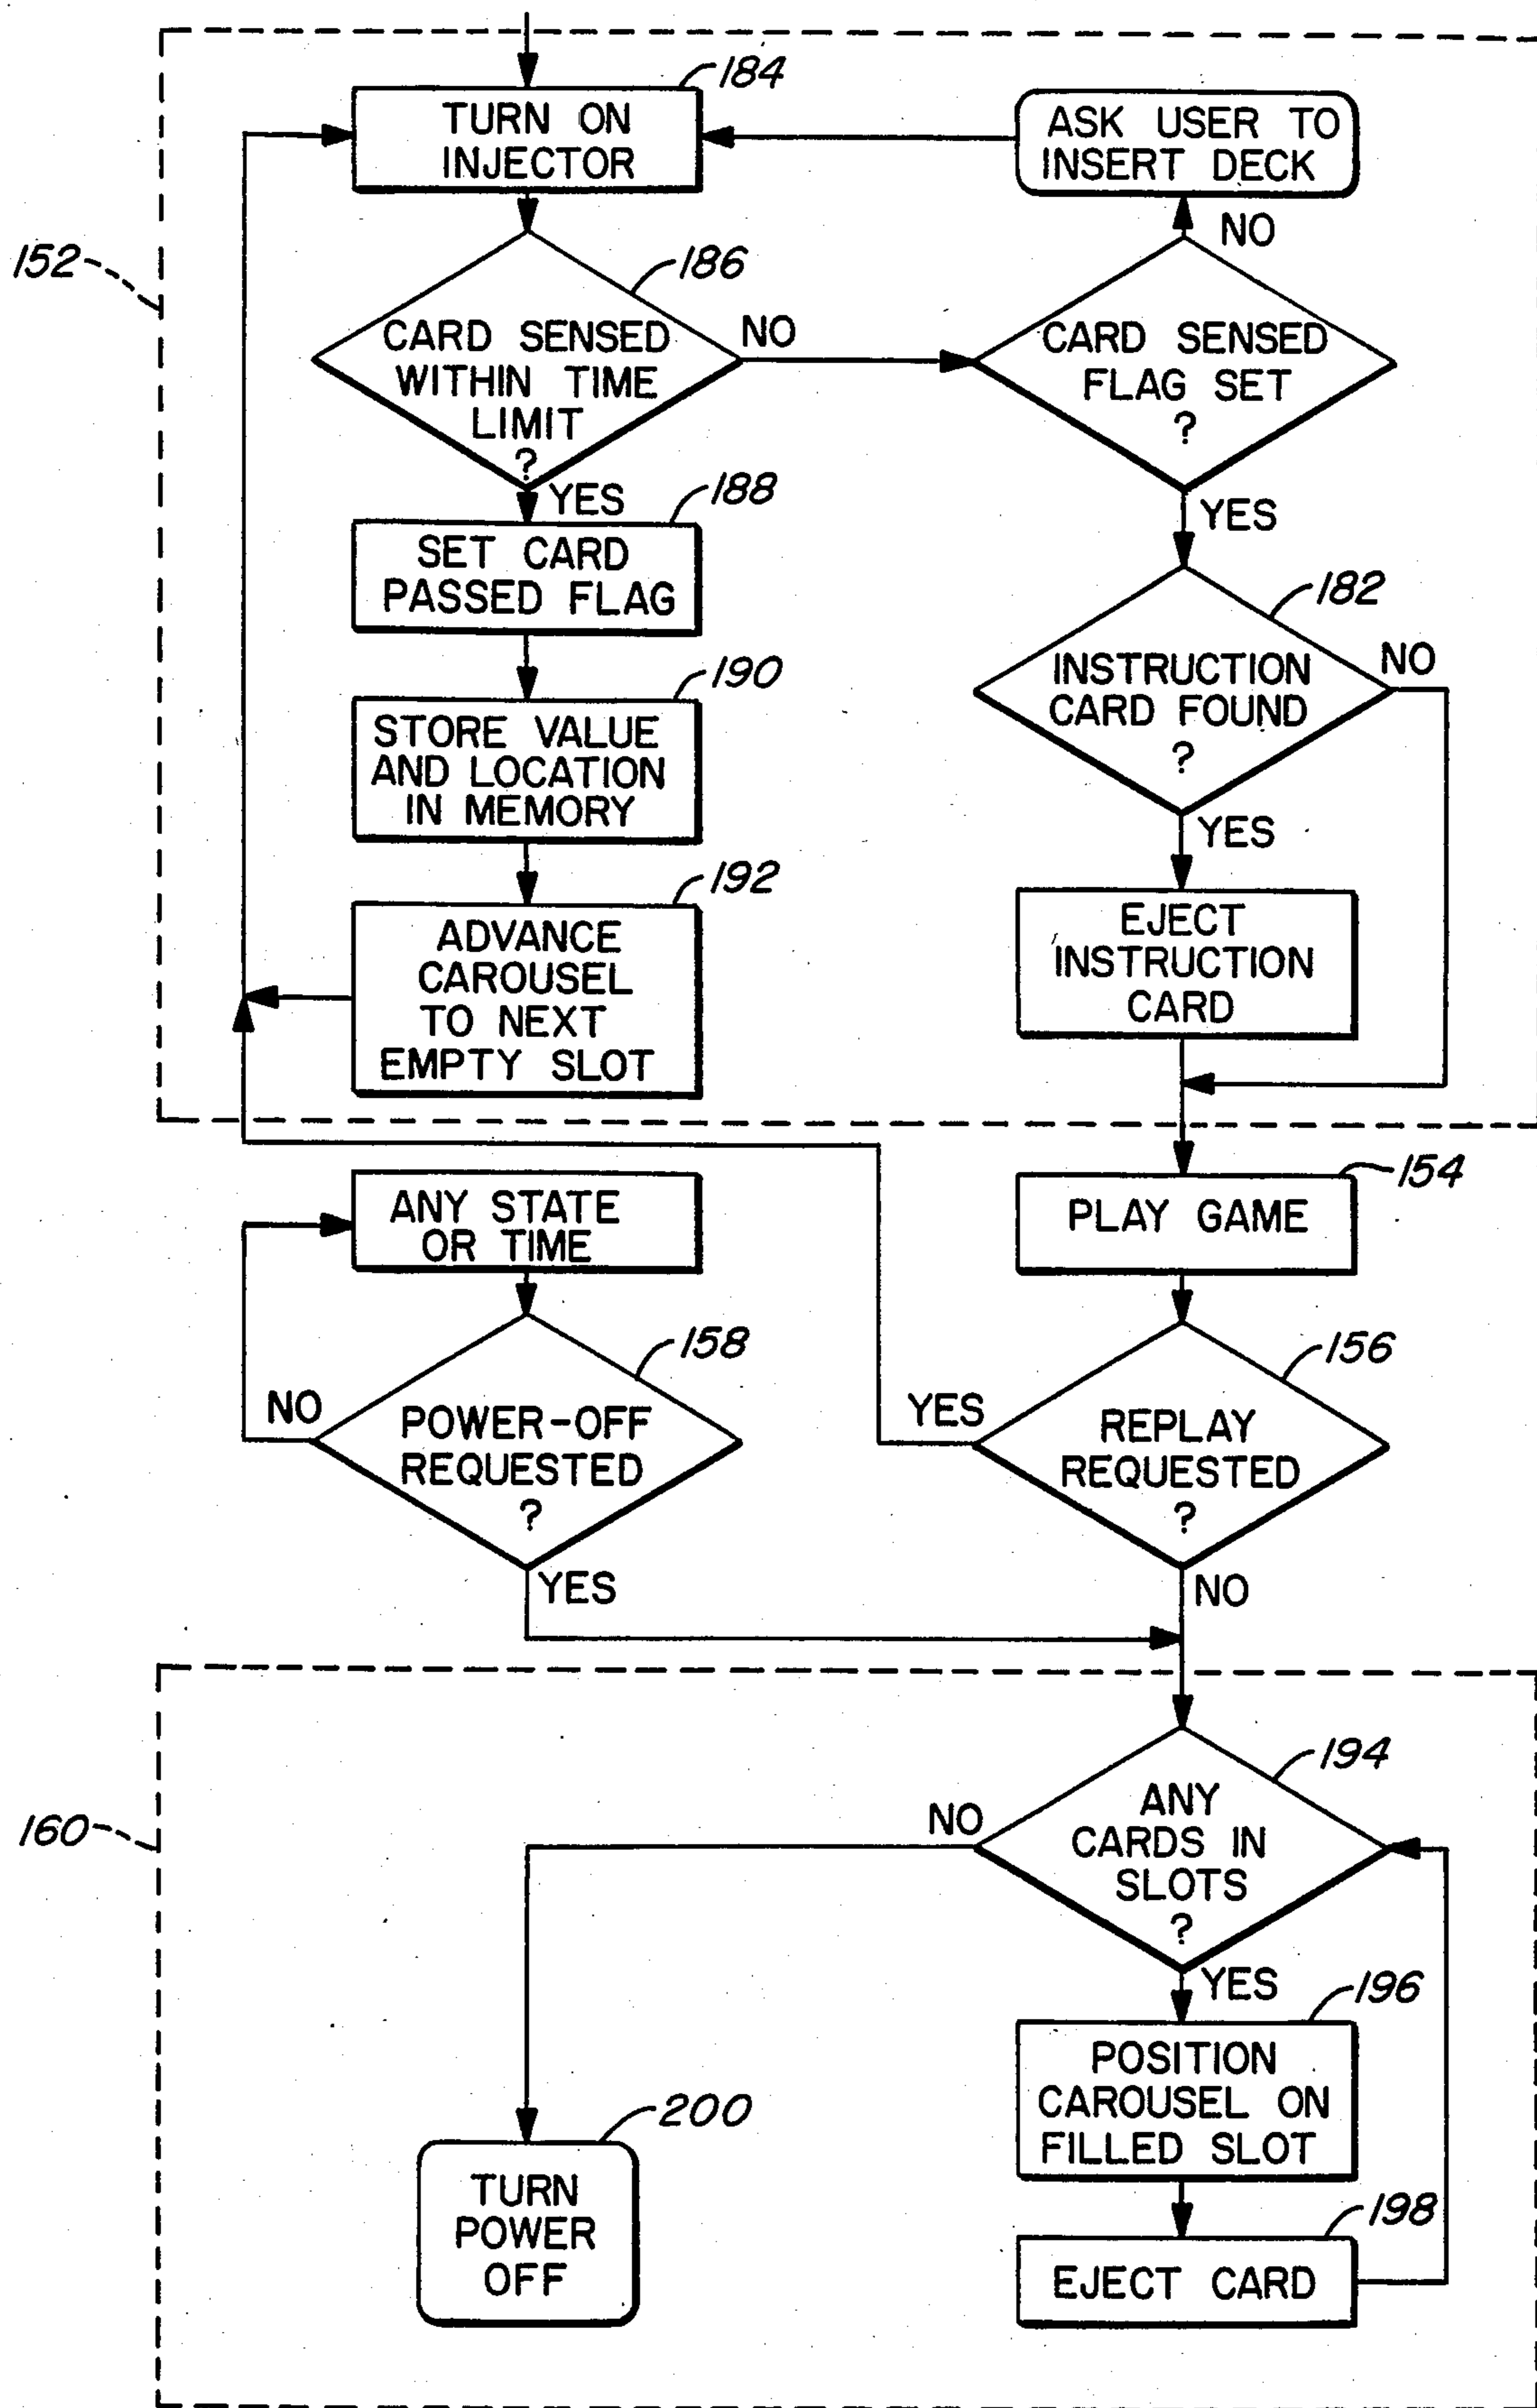 184
TURN ON
INJECTOR
ASK USER TO
INSERT DECK
NO
152
186
CARD SENSED
WITHIN TIME
LIMIT
?
NO
CARD SENSED
FLAG SET
?
YES
188
YES
SET CARD
PASSED FLAG
182
INSTRUCTION
CARD FOUND
?
NO
190
STORE VALUE
AND LOCATION
IN MEMORY
YES
192
ADVANCE
CAROUSEL
TO NEXT
EMPTY SLOT
EJECT
INSTRUCTION
CARD
154
PLAY GAME
ANY STATE
OR TIME
158
NO
POWER-OFF
REQUESTED
?
YES
156
YES
REPLAY
REQUESTED
?
NO
160
194
NO
ANY
CARDS IN
SLOTS
?
YES
196
POSITION
CAROUSEL ON
FILLED SLOT
200
TURN
POWER
OFF
198
EJECT CARD